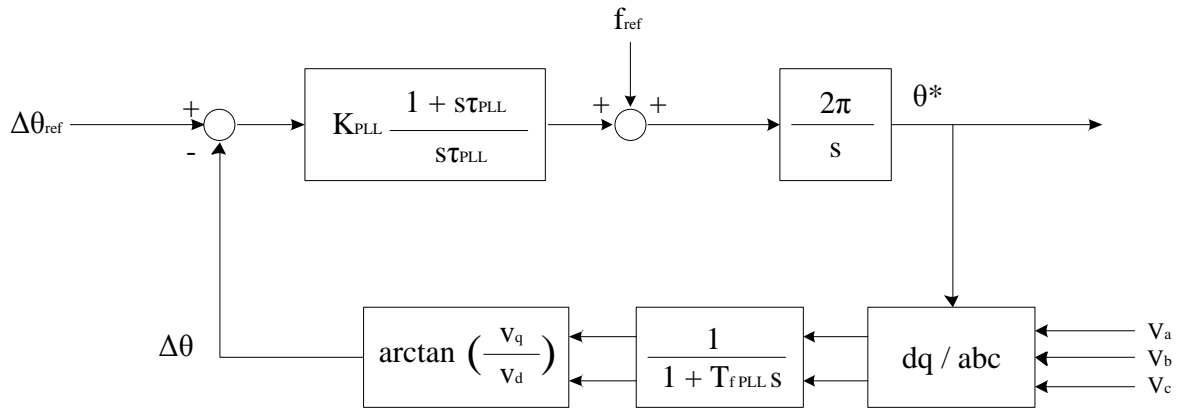 f_ref
Δθ_ref
+
-
K_PLL (1 + sτ_PLL) / (sτ_PLL)
+
+
2π / s
θ*
Δθ
arctan (v_q / v_d)
1 / (1 + T_f PLL s)
dq / abc
V_a
V_b
V_c